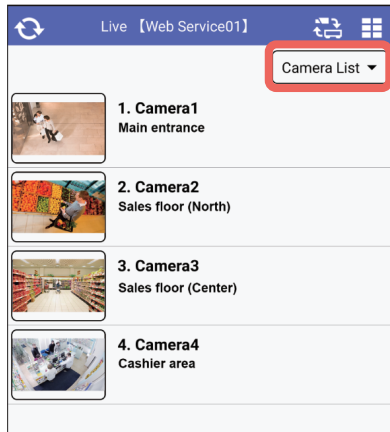 Live 【Web Service01】
Camera List
1. Camera1
Main entrance
2. Camera2
Sales floor (North)
3. Camera3
Sales floor (Center)
4. Camera4
Cashier area